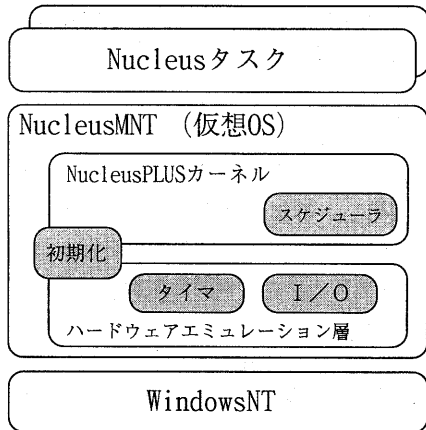 Nucleusタスク
NucleusMNT (仮想OS)
NucleusPLUSカーネル
スケジューラ
初期化
タイマ
I/O
ハードウェアエミュレーション層
WindowsNT